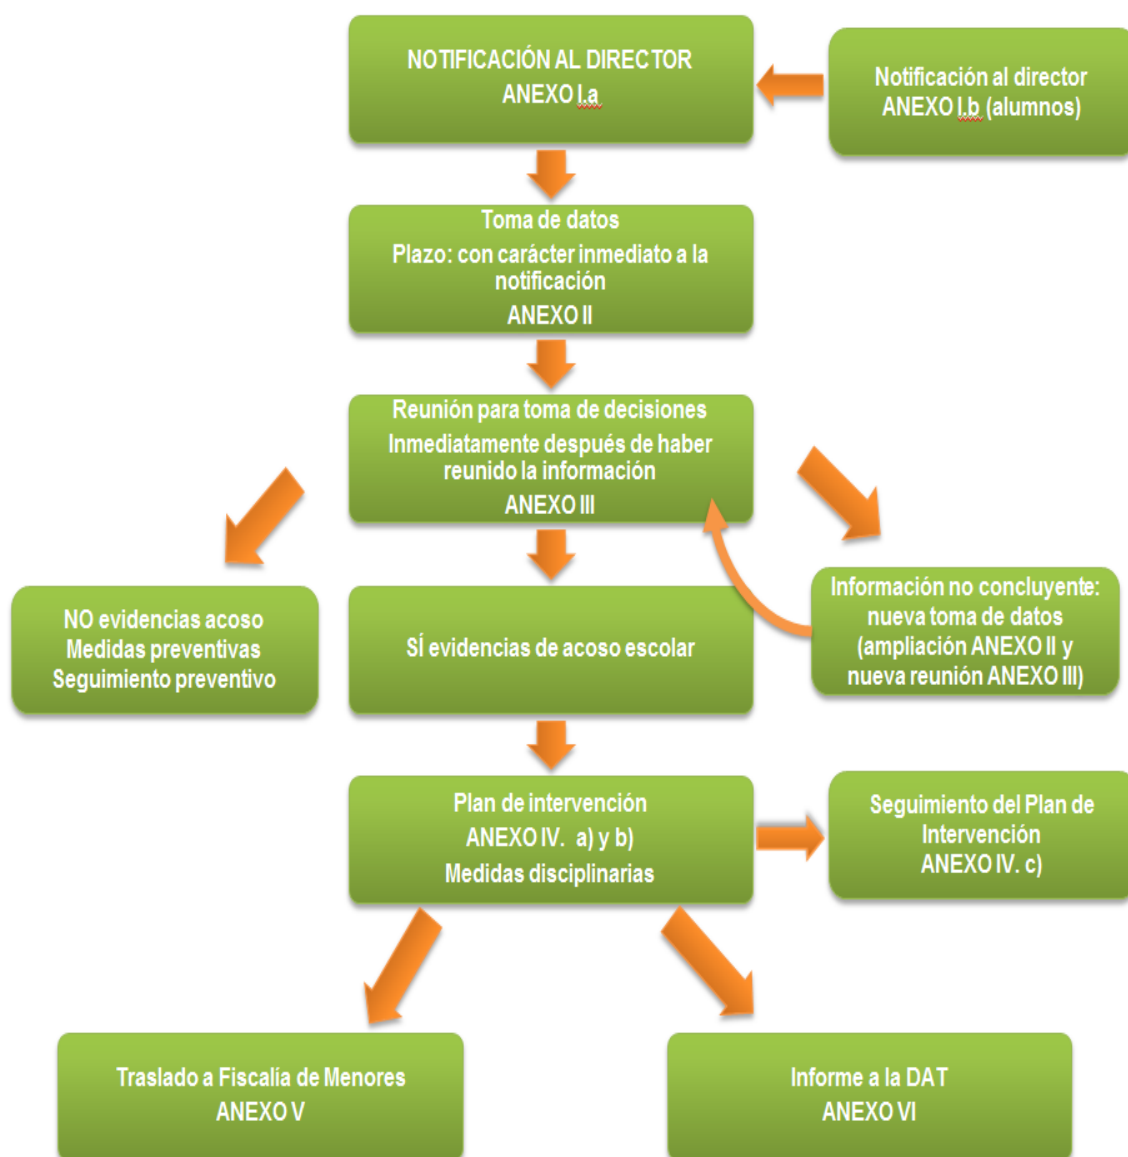 NOTIFICACIÓN AL DIRECTOR
ANEXO I.a
Notificación al director
ANEXO I.b (alumnos)
Toma de datos
Plazo: con carácter inmediato a la
notificación
ANEXO II
Reunión para toma de decisiones
Inmediatamente después de haber
reunido la información
ANEXO III
NO evidencias acoso
Medidas preventivas
Seguimiento preventivo
SÍ evidencias de acoso escolar
Información no concluyente:
nueva toma de datos
(ampliación ANEXO II y
nueva reunión ANEXO III)
Plan de intervención
ANEXO IV. a) y b)
Medidas disciplinarias
Seguimiento del Plan de
Intervención
ANEXO IV. c)
Traslado a Fiscalía de Menores
ANEXO V
Informe a la DAT
ANEXO VI